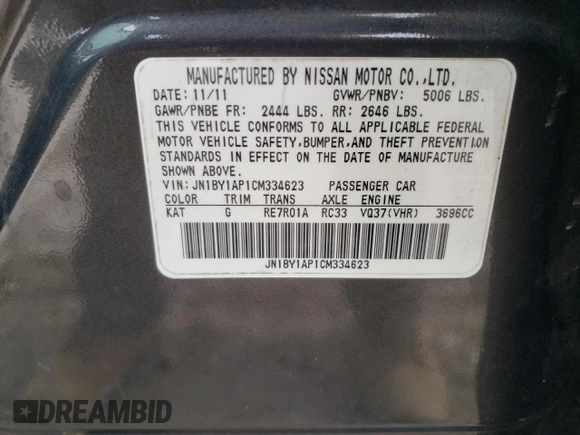 MANUFACTURED BY NISSAN MOTOR CO.,LTD.
DATE: 11/11 GVWR/PNBV: 5006 LBS.
GAWR/PNBE FR: 2444 LBS. RR: 2646 LBS.
THIS VEHICLE CONFORMS TO ALL APPLICABLE FEDERAL
MOTOR VEHICLE SAFETY,BUMPER,AND THEFT PREVENTION
STANDARDS IN EFFECT ON THE DATE OF MANUFACTURE
SHOWN ABOVE.
VIN: JN1BY1AP1CM334623 PASSENGER CAR
COLOR TRIM TRANS AXLE ENGINE
KAT G RE7R01A RC33 VQ37(VHR) 3696CC
JN1BY1AP1CM334623
DREAMBID